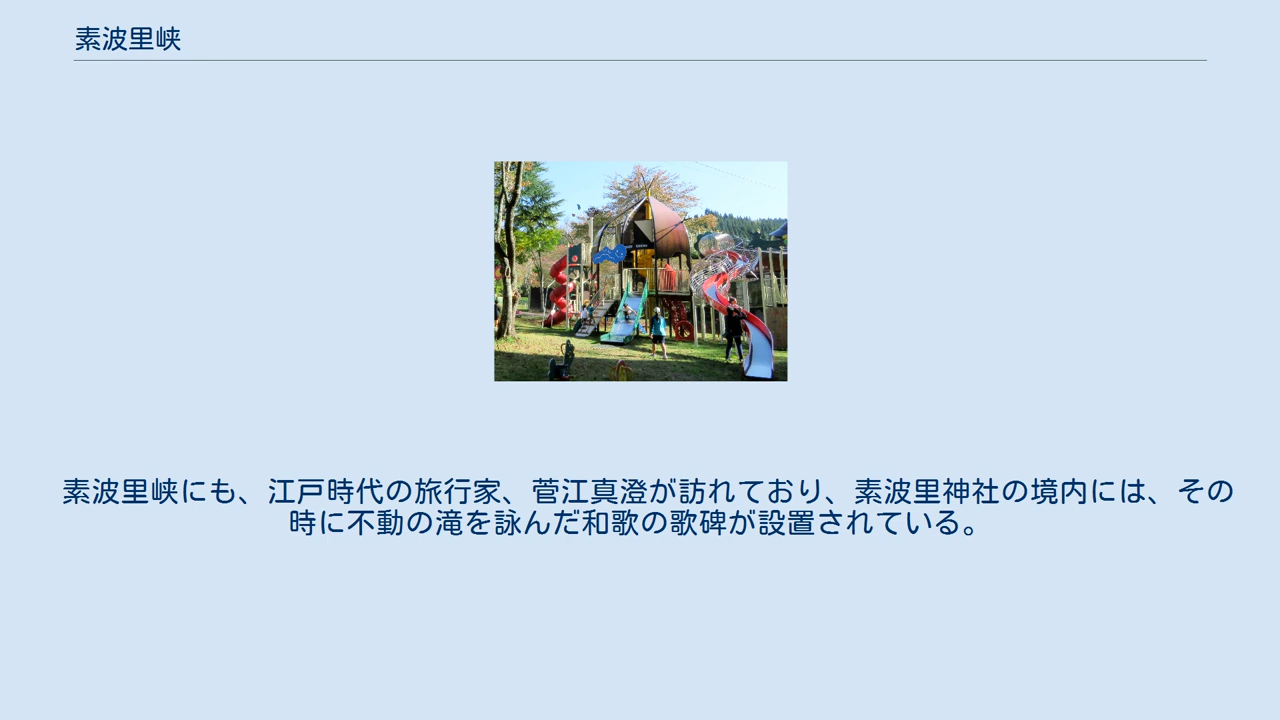 素波里峡
素波里峡にも、江戸時代の旅行家、菅江真澄が訪れており、素波里神社の境内には、その
時に不動の滝を詠んだ和歌の歌碑が設置されている。